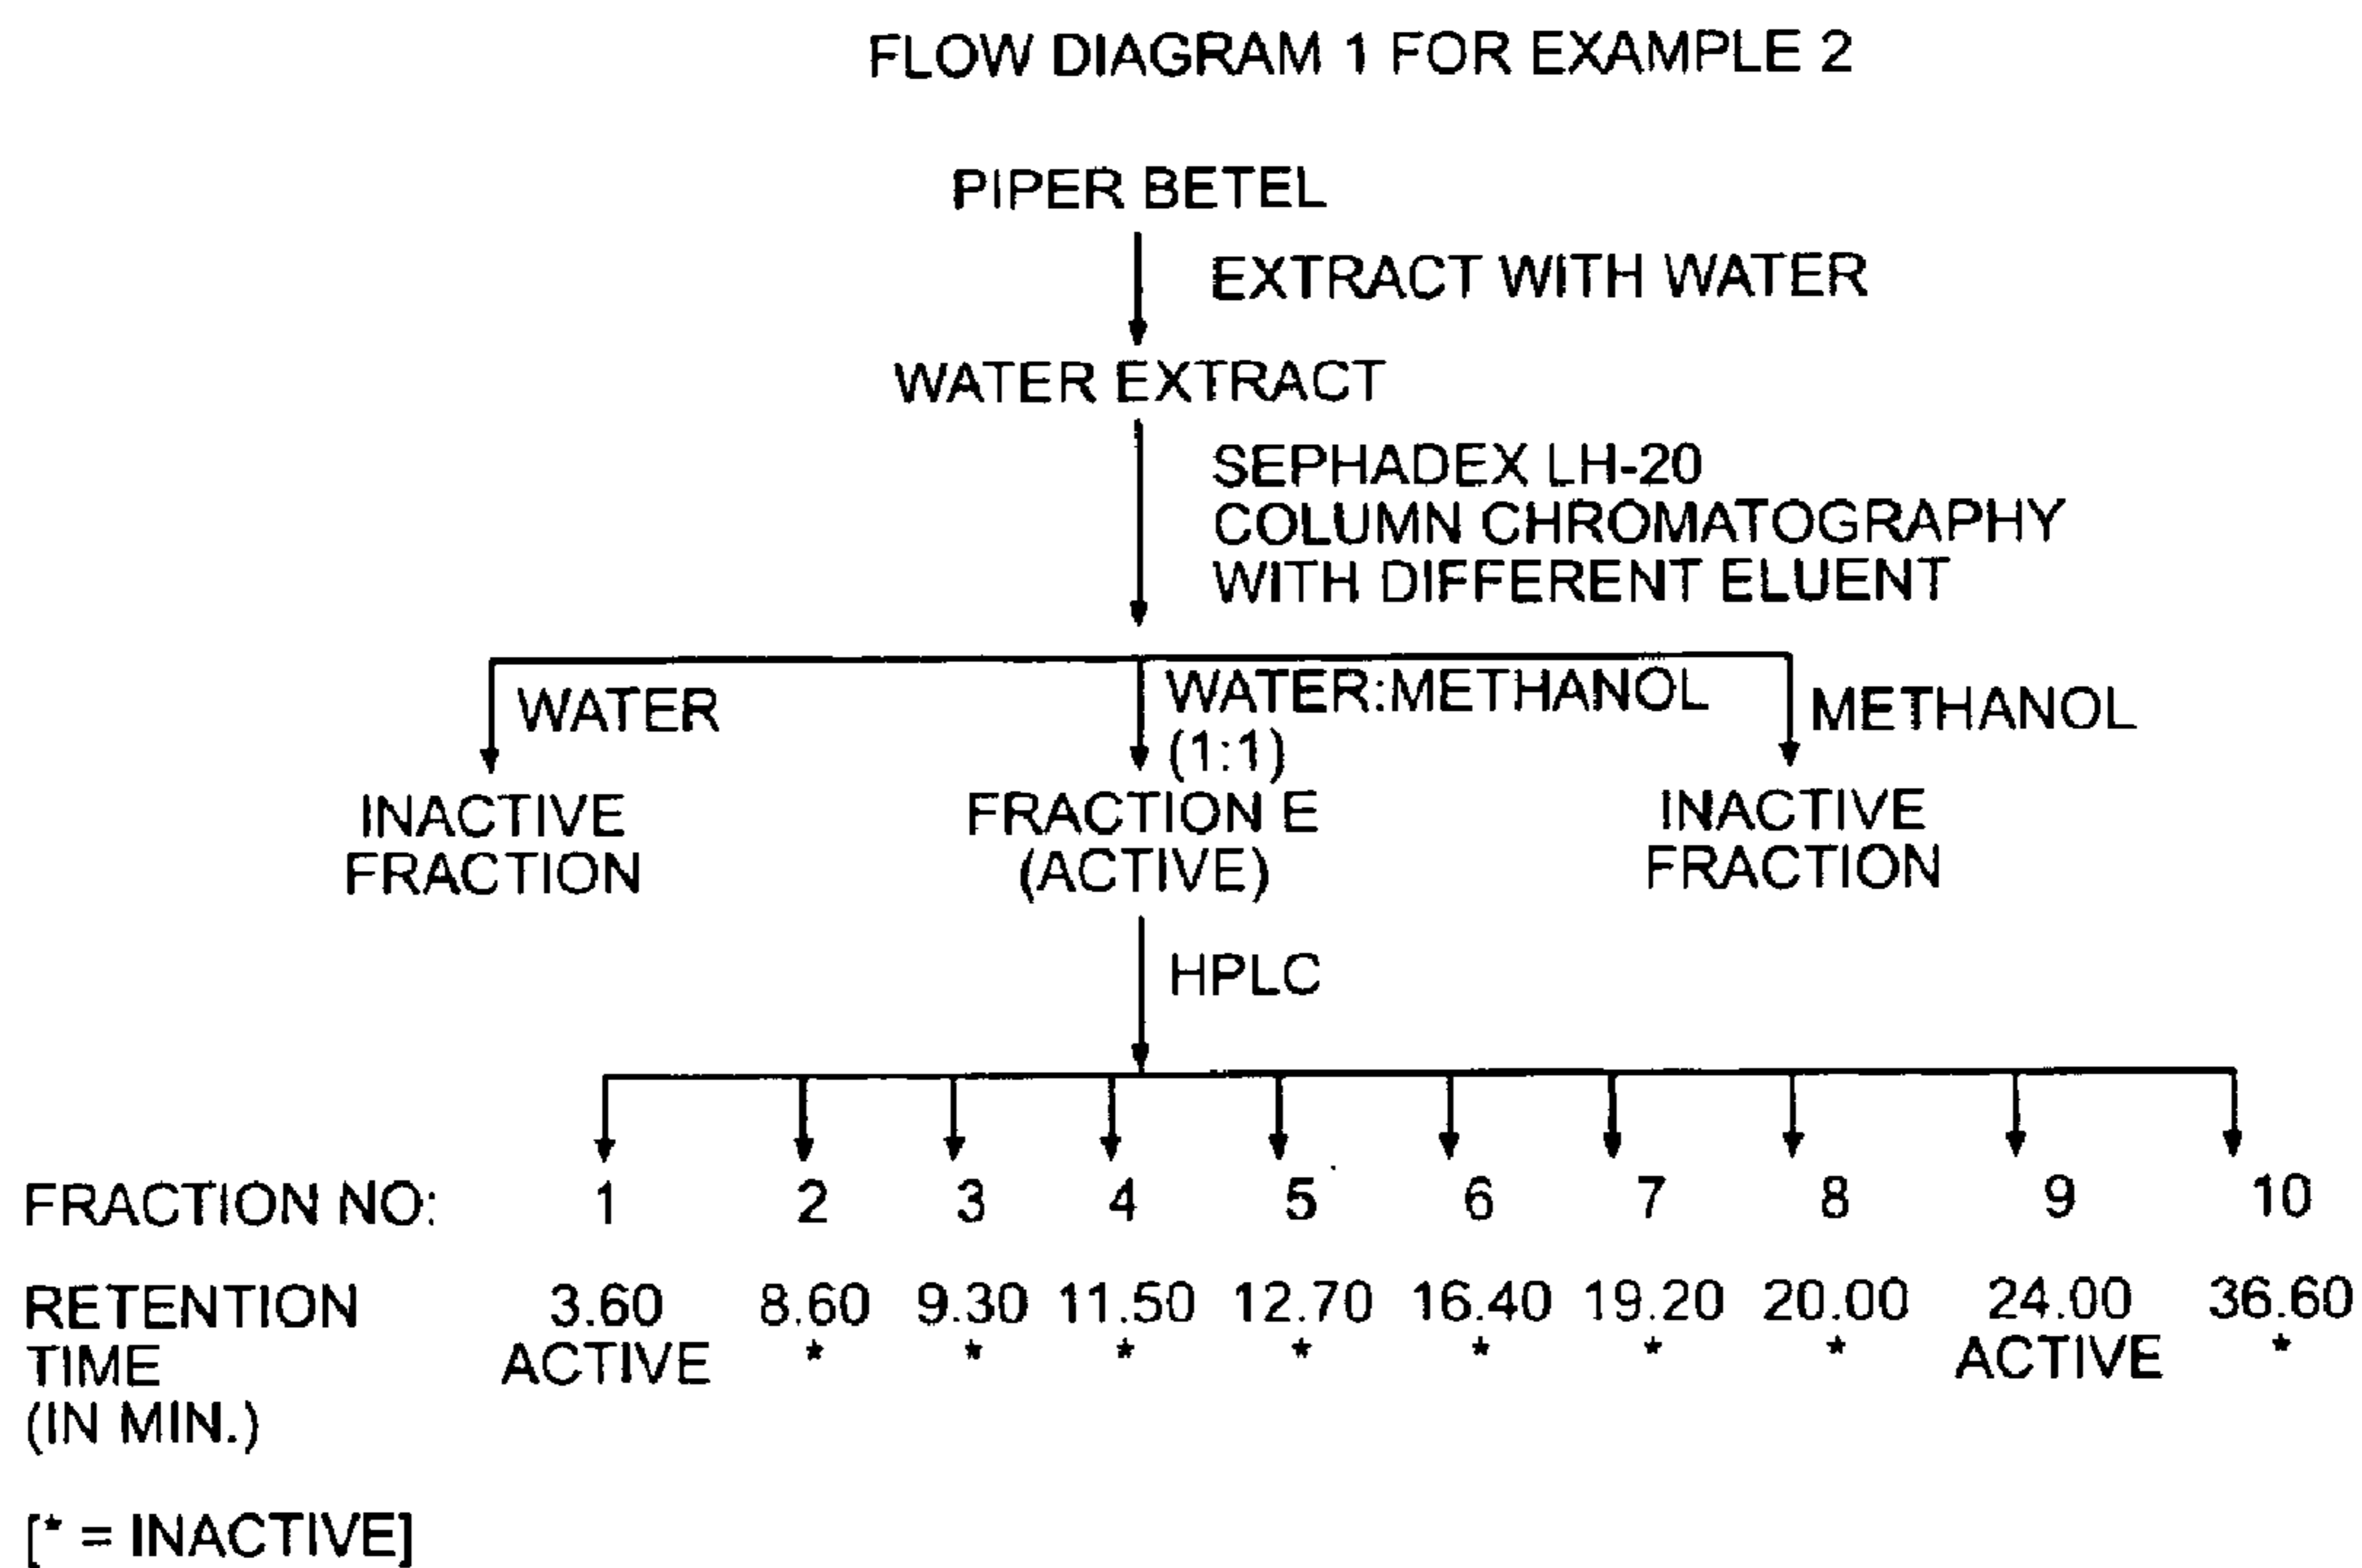 FLOW DIAGRAM 1 FOR EXAMPLE 2
PIPER BETEL
EXTRACT WITH WATER
WATER EXTRACT
SEPHADEX LH-20
COLUMN CHROMATOGRAPHY
WITH DIFFERENT ELUENT
WATER
WATER:METHANOL
(1:1)
METHANOL
INACTIVE
FRACTION
FRACTION E
(ACTIVE)
INACTIVE
FRACTION
HPLC
FRACTION NO: 1 2 3 4 5 6 7 8 9 10
RETENTION 3.60 8.60 9.30 11.50 12.70 16.40 19.20 20.00 24.00 36.60
TIME ACTIVE * * * * * * * ACTIVE *
(IN MIN.)
[* = INACTIVE]